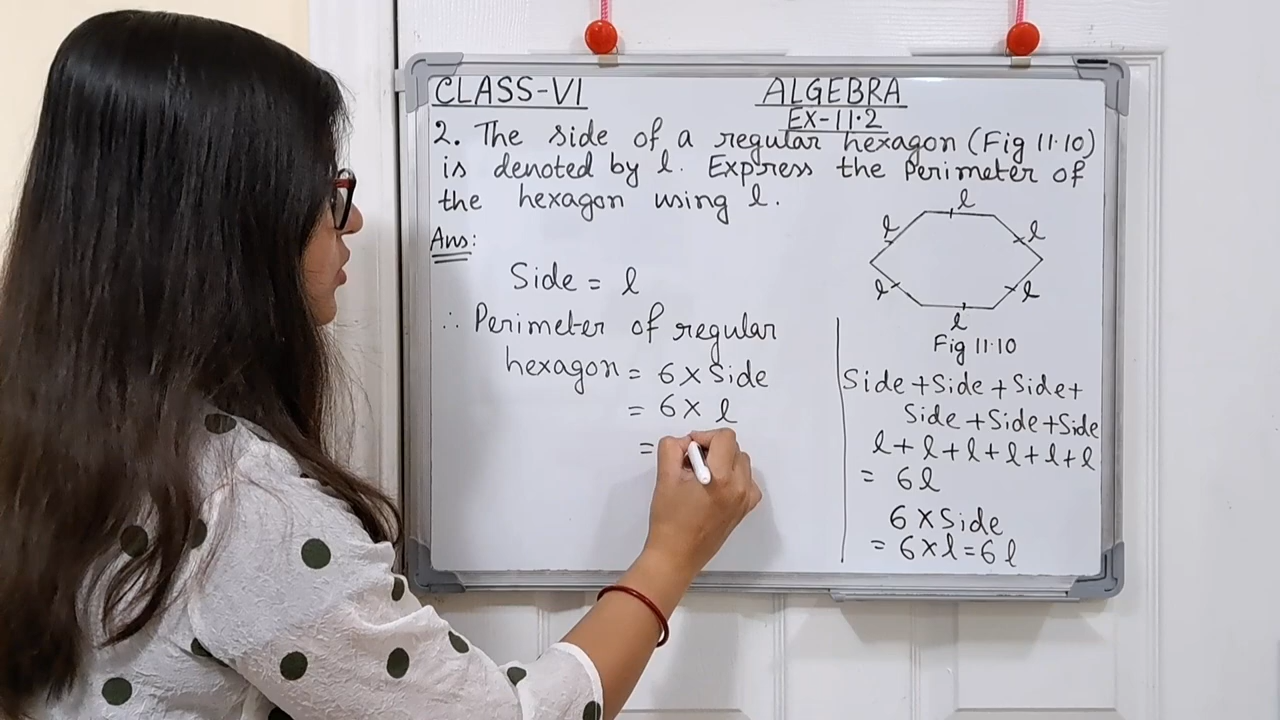 CLASS-VI ALGEBRA
EX-11.2
2. The side of a regular hexagon (Fig 11.10)
is denoted by l. Express the Perimeter of
the hexagon using l.
Ans:
Side = l
∴ Perimeter of regular
hexagon = 6 × Side
= 6 × l
=
l
l
l
l
l
l
Fig 11.10
Side + Side + Side +
Side + Side + Side
l + l + l + l + l + l
= 6l
6 × Side
= 6 × l = 6l